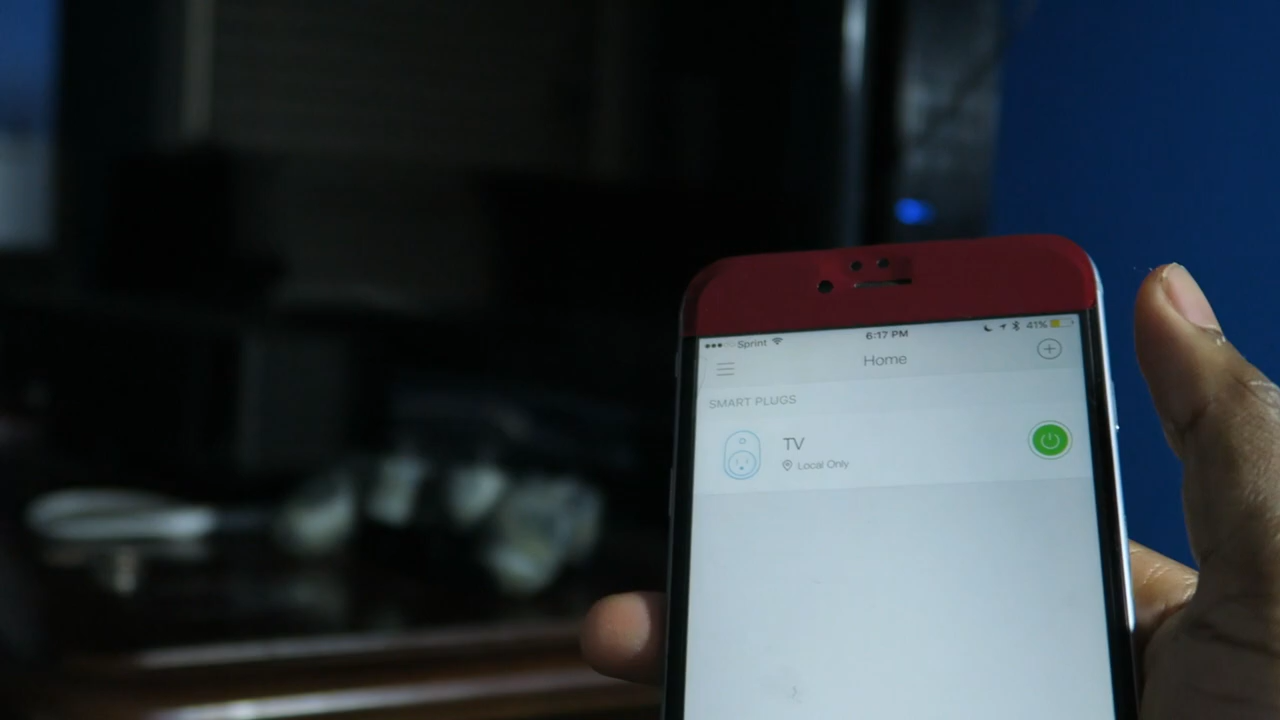 Sprint 6:17 PM 41%
Home
SMART PLUGS
TV
Local Only